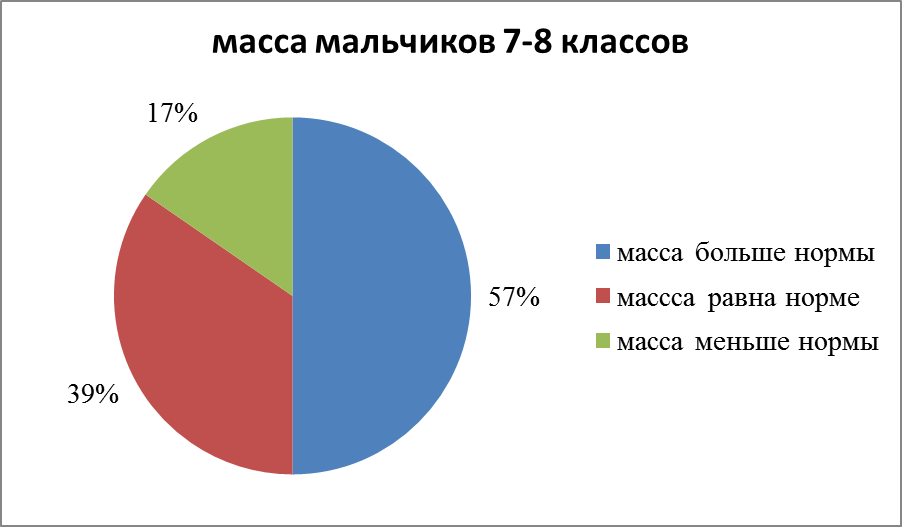 масса мальчиков 7-8 классов
17%
57%
39%
масса больше нормы
массса равна норме
масса меньше нормы